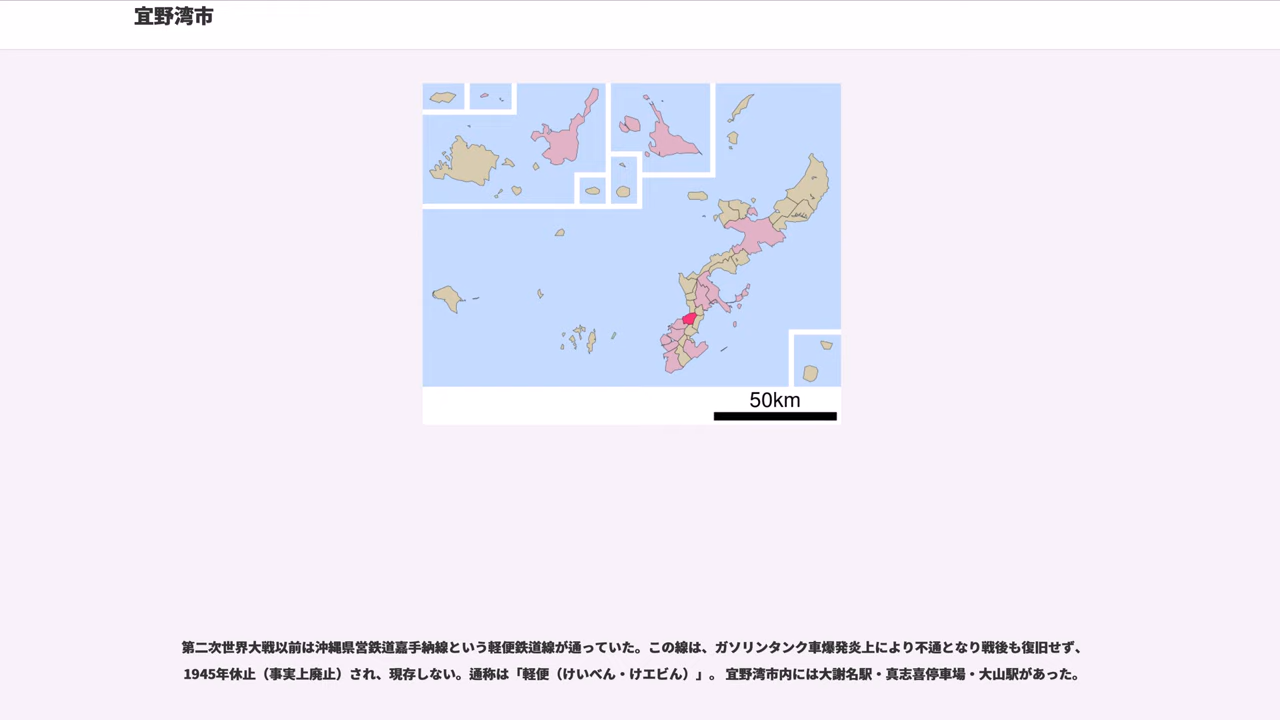 宜野湾市
50km
第二次世界大戦以前は沖縄県営鉄道嘉手納線という軽便鉄道線が通っていた。この線は、ガソリンタンク車爆発炎上により不通となり戦後も復旧せず、
1945年休止（事実上廃止）され、現存しない。通称は「軽便（けいべん・けエビん）」。 宜野湾市内には大謝名駅・真志喜停車場・大山駅があった。